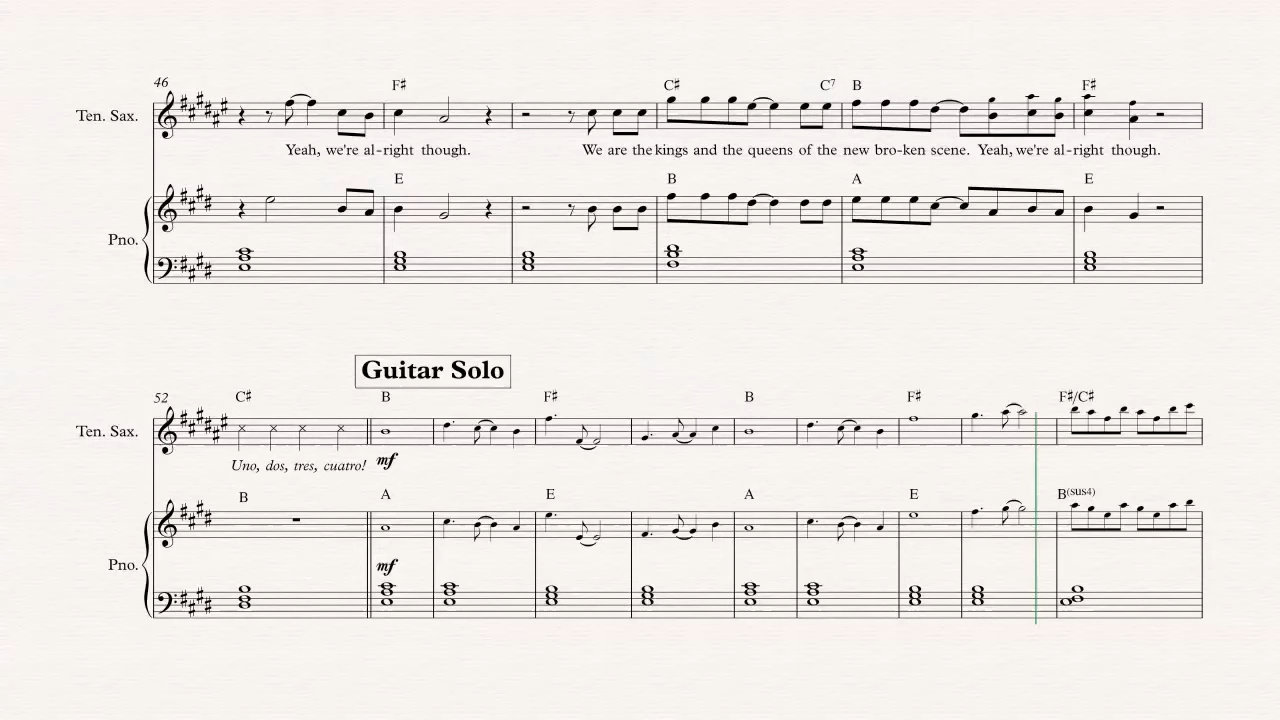 46
F♯ C♯ C7 B F♯
Ten. Sax.
Yeah, we're al-right though. We are the kings and the queens of the new bro-ken scene. Yeah, we're al-right though.
E B A E
Pno.
Guitar Solo
52
C♯ B F♯ B F♯ F♯/C♯
Ten. Sax.
Uno, dos, tres, cuatro! mf
B A E A E B(sus4)
Pno.
mf